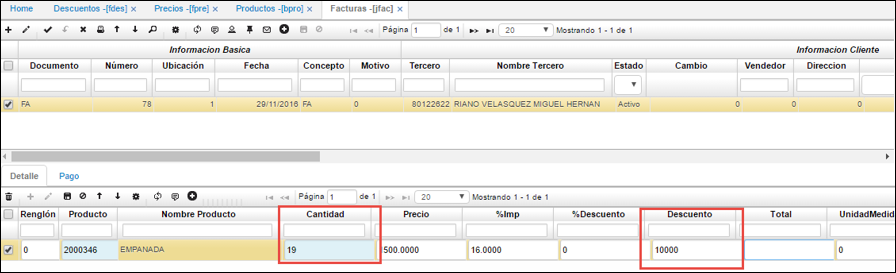 Home Descuentos -[fdes] × Precios -[fpre] × Productos -[bpro] × Facturas -[jfac] ×
Página 1 de 1 20 Mostrando 1 - 1 de 1
Informacion Basica Informacion Cliente
Documento Número Ubicación Fecha Concepto Motivo Tercero Nombre Tercero Estado Cambio Vendedor Direccion
FA 78 1 29/11/2016 FA 0 80122622 RIANO VELASQUEZ MIGUEL HERNAN Activo 0 0 0
Detalle Pago
Página 1 de 1 20 Mostrando 1 - 1 de 1
Renglón Producto Nombre Producto Cantidad Precio %Imp %Descuento Descuento Total UnidadMedid
0 2000346 EMPANADA 19 500.0000 16.0000 0 10000 0